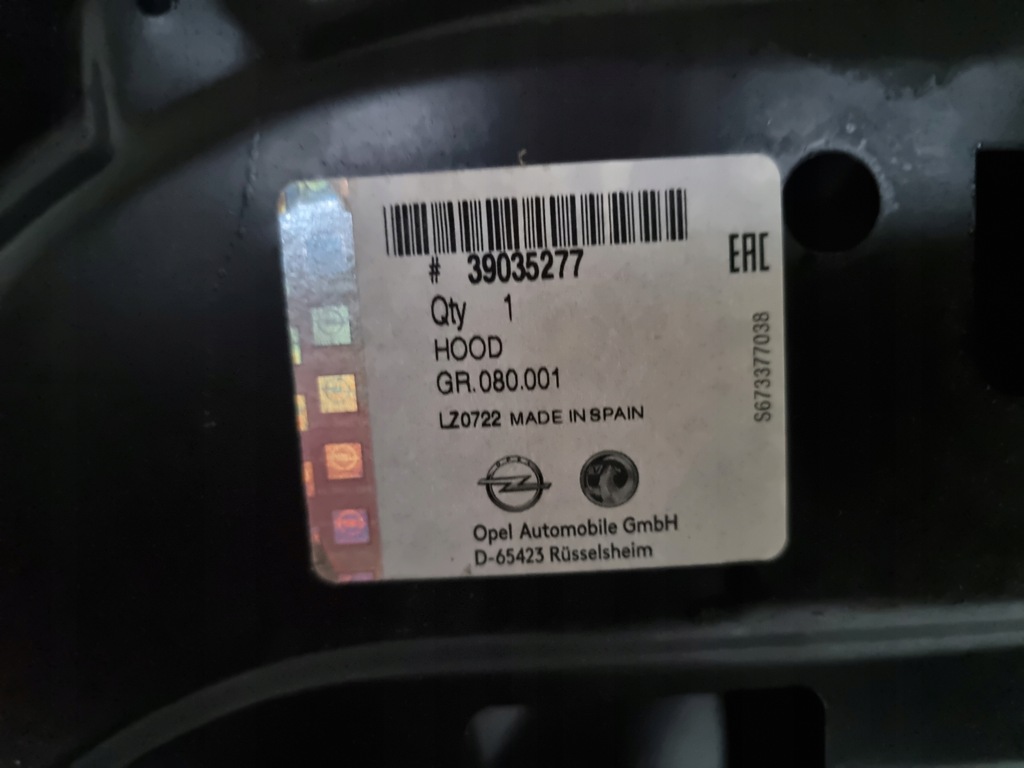 # 39035277
EAC
Qty 1
HOOD
GR.080.001
LZ0722 MADE IN SPAIN
S673377038
Opel Automobile GmbH
D-65423 Rüsselsheim